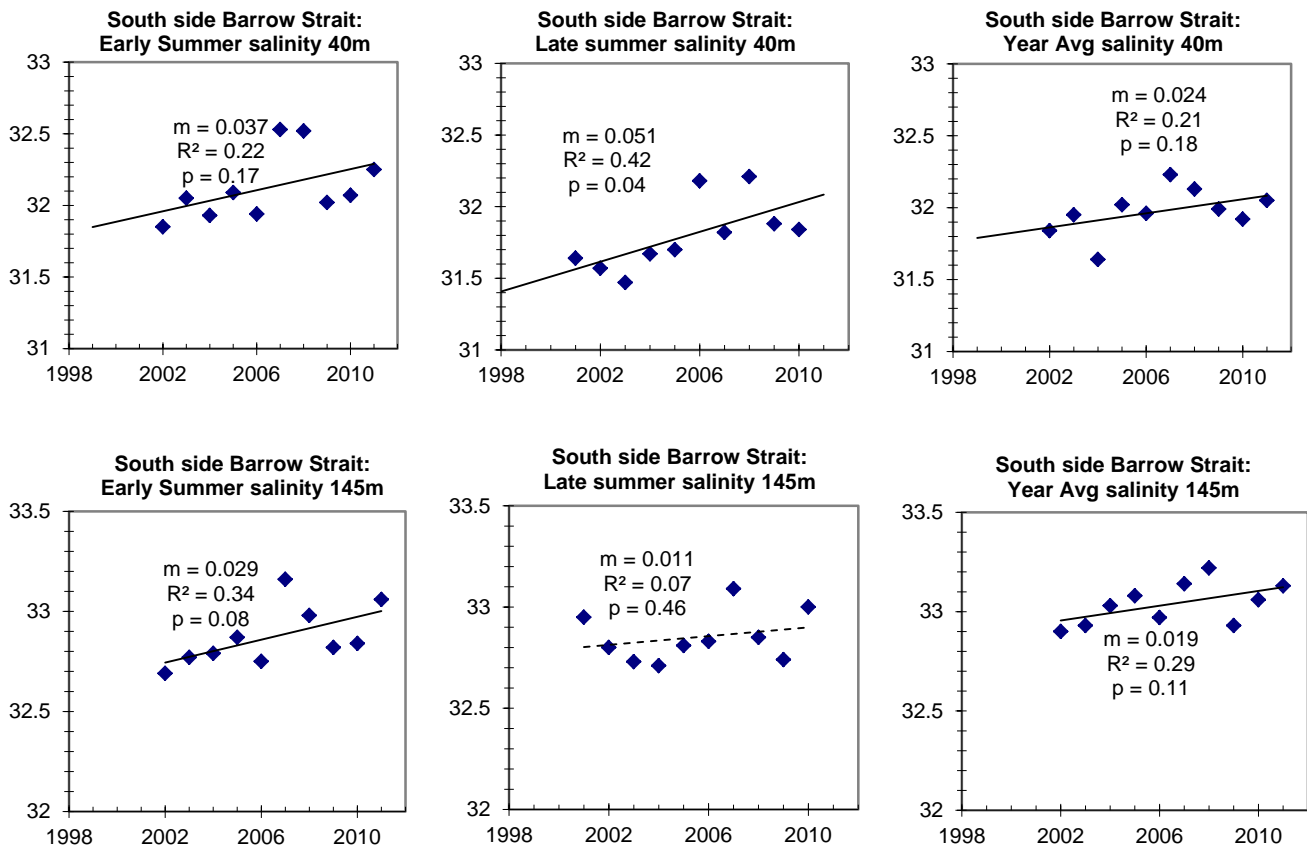 South side Barrow Strait:
Early Summer salinity 40m
33
32.5
32
31.5
31
m = 0.037
R² = 0.22
p = 0.17
1998 2002 2006 2010
South side Barrow Strait:
Late summer salinity 40m
33
32.5
32
31.5
31
m = 0.051
R² = 0.42
p = 0.04
1998 2002 2006 2010
South side Barrow Strait:
Year Avg salinity 40m
33
32.5
32
31.5
31
m = 0.024
R² = 0.21
p = 0.18
1998 2002 2006 2010
South side Barrow Strait:
Early Summer salinity 145m
33.5
33
32.5
32
m = 0.029
R² = 0.34
p = 0.08
1998 2002 2006 2010
South side Barrow Strait:
Late summer salinity 145m
33.5
33
32.5
32
m = 0.011
R² = 0.07
p = 0.46
1998 2002 2006 2010
South side Barrow Strait:
Year Avg salinity 145m
33.5
33
32.5
32
m = 0.019
R² = 0.29
p = 0.11
1998 2002 2006 2010